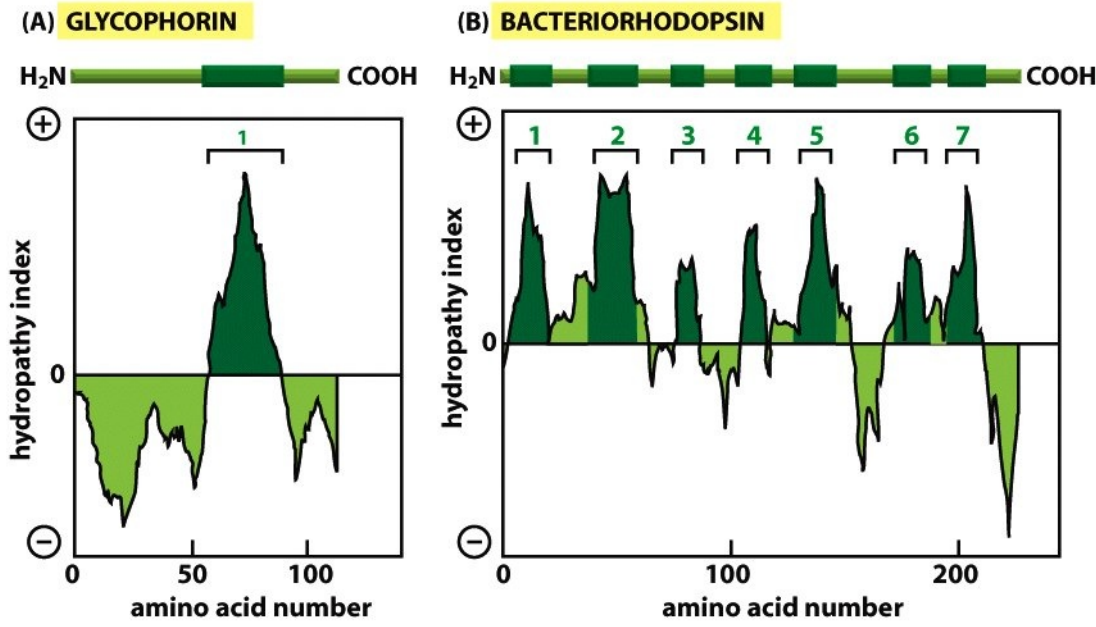 (A) GLYCOPHORIN
H₂N COOH
+
1
hydropathy index
0
−
0 50 100
amino acid number
(B) BACTERIORHODOPSIN
H₂N COOH
+
1 2 3 4 5 6 7
hydropathy index
0
−
0 100 200
amino acid number